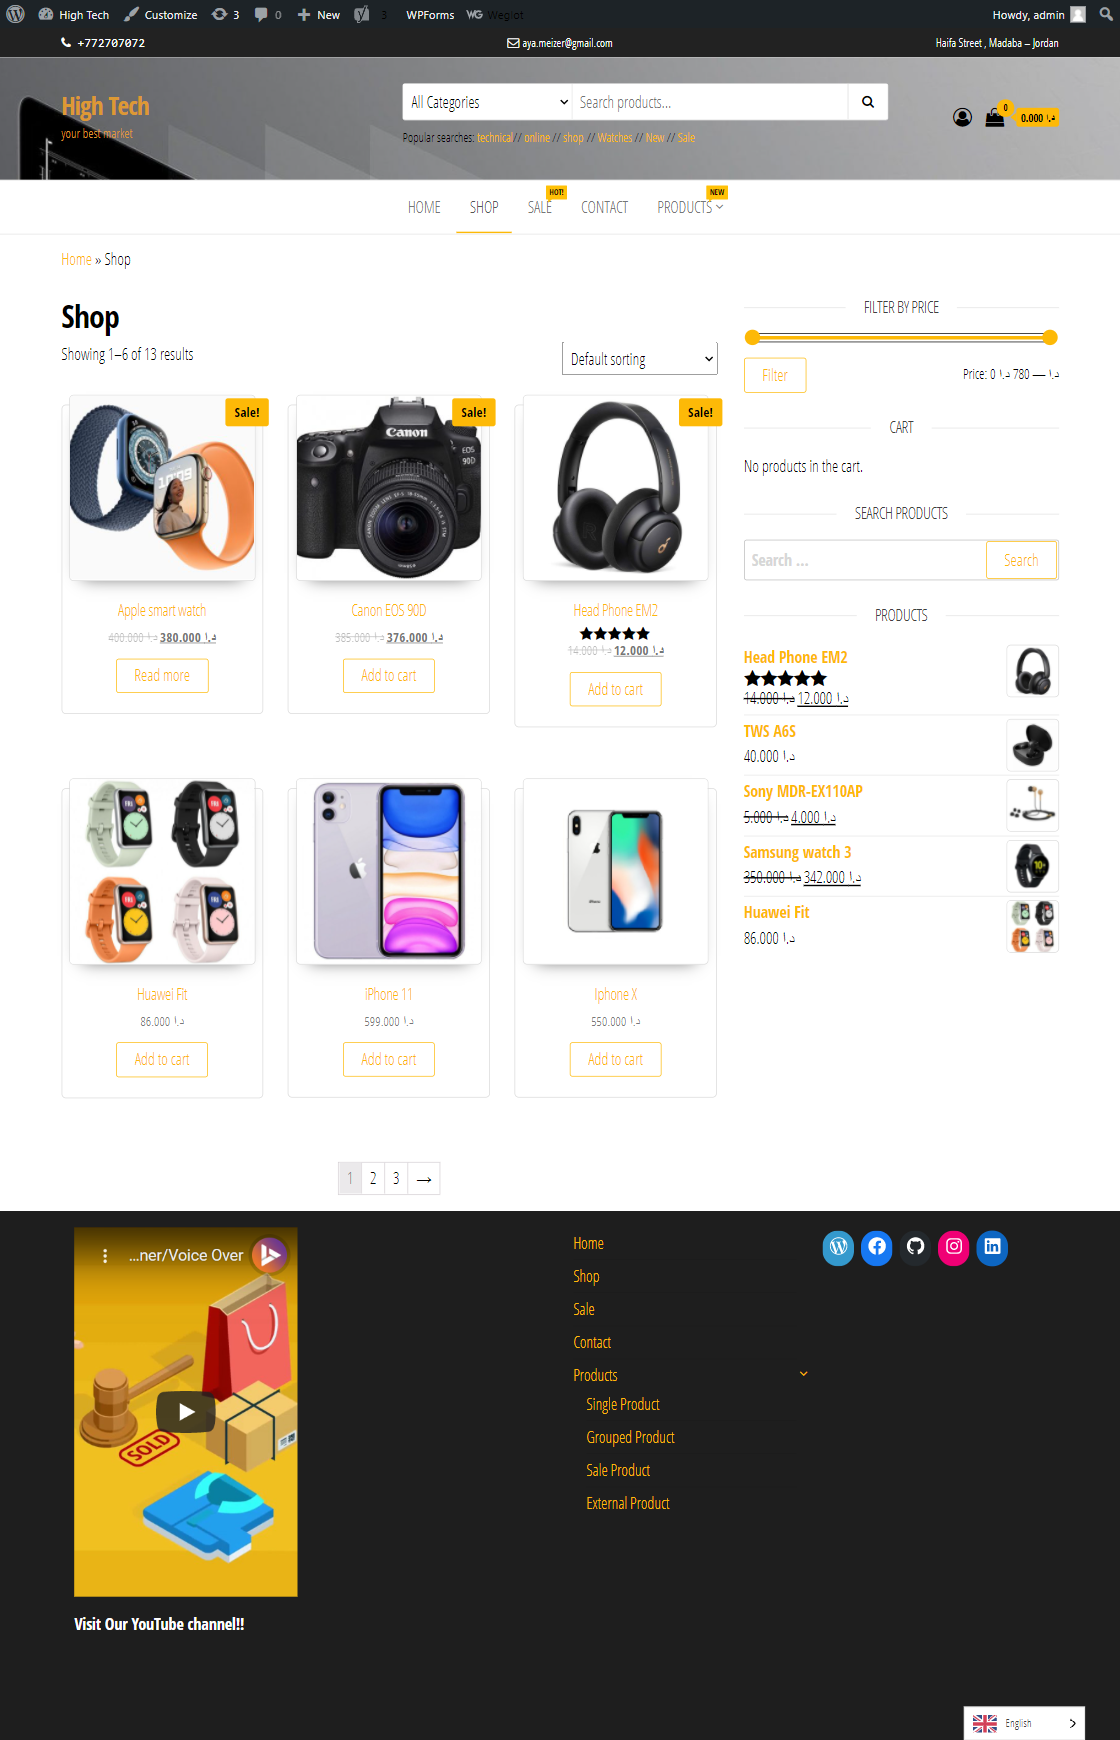 High Tech Customize 3 0 New 3 WPForms Weglot Howdy, admin
+772707072 aya.meizer@gmail.com Haifa Street , Madaba – Jordan
High Tech
your best market
All Categories Search products...
Popular searches: technical // online // shop // Watches // New // Sale
0
0.000 د.ا
HOME SHOP SALE HOT! CONTACT PRODUCTS NEW
Home » Shop
Shop
Showing 1–6 of 13 results
Default sorting
Sale!
Apple smart watch
400.000 د.ا 380.000 د.ا
Read more
Sale!
Canon
EOS
90D
Canon EOS 90D
385.000 د.ا 376.000 د.ا
Add to cart
Sale!
Head Phone EM2
14.000 د.ا 12.000 د.ا
Add to cart
Huawei Fit
86.000 د.ا
Add to cart
iPhone 11
599.000 د.ا
Add to cart
Iphone X
550.000 د.ا
Add to cart
1 2 3 →
FILTER BY PRICE
Filter
Price: 0 د.ا — 780 د.ا
CART
No products in the cart.
SEARCH PRODUCTS
Search ... Search
PRODUCTS
Head Phone EM2
14.000 د.ا 12.000 د.ا
TWS A6S
40.000 د.ا
Sony MDR-EX110AP
5.000 د.ا 4.000 د.ا
Samsung watch 3
350.000 د.ا 342.000 د.ا
Huawei Fit
86.000 د.ا
...ner/Voice Over
SOLD
Visit Our YouTube channel!!
Home
Shop
Sale
Contact
Products
Single Product
Grouped Product
Sale Product
External Product
English